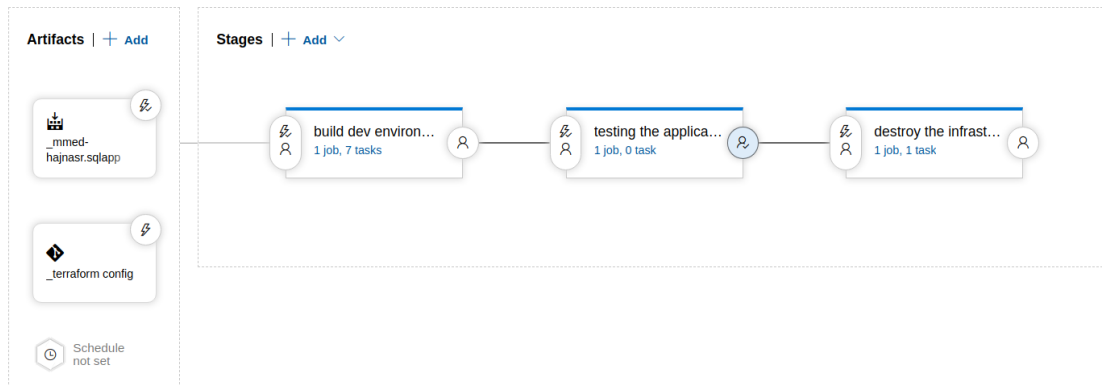 Artifacts | + Add
Stages | + Add
_mmed-
hajnasr.sqlapp
build dev environ...
1 job, 7 tasks
testing the applica...
1 job, 0 task
destroy the infrast...
1 job, 1 task
_terraform config
Schedule
not set